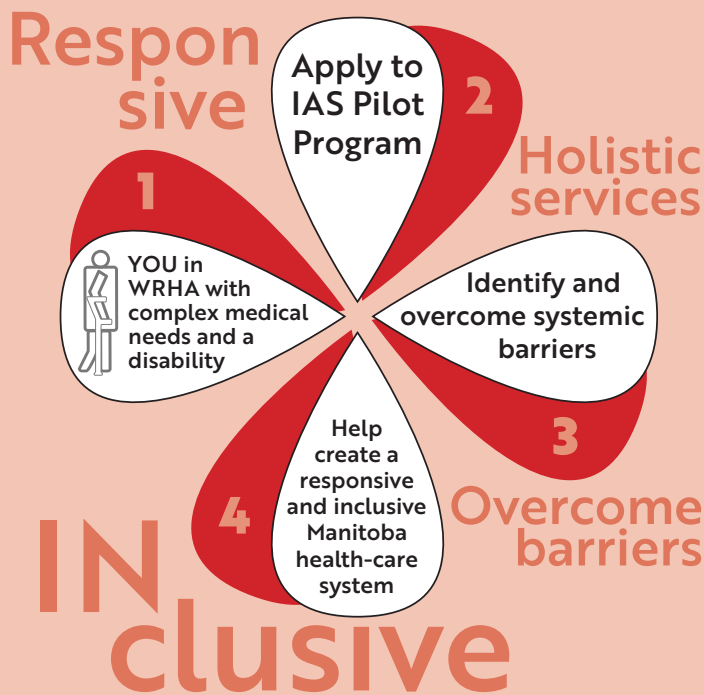 Respon
sive
1
YOU in
WRHA with
complex medical
needs and a
disability
2
Apply to
IAS Pilot
Program
Holistic
services
3
Identify and
overcome systemic
barriers
Overcome
barriers
4
Help
create a
responsive
and inclusive
Manitoba
health-care
system
IN
clusive